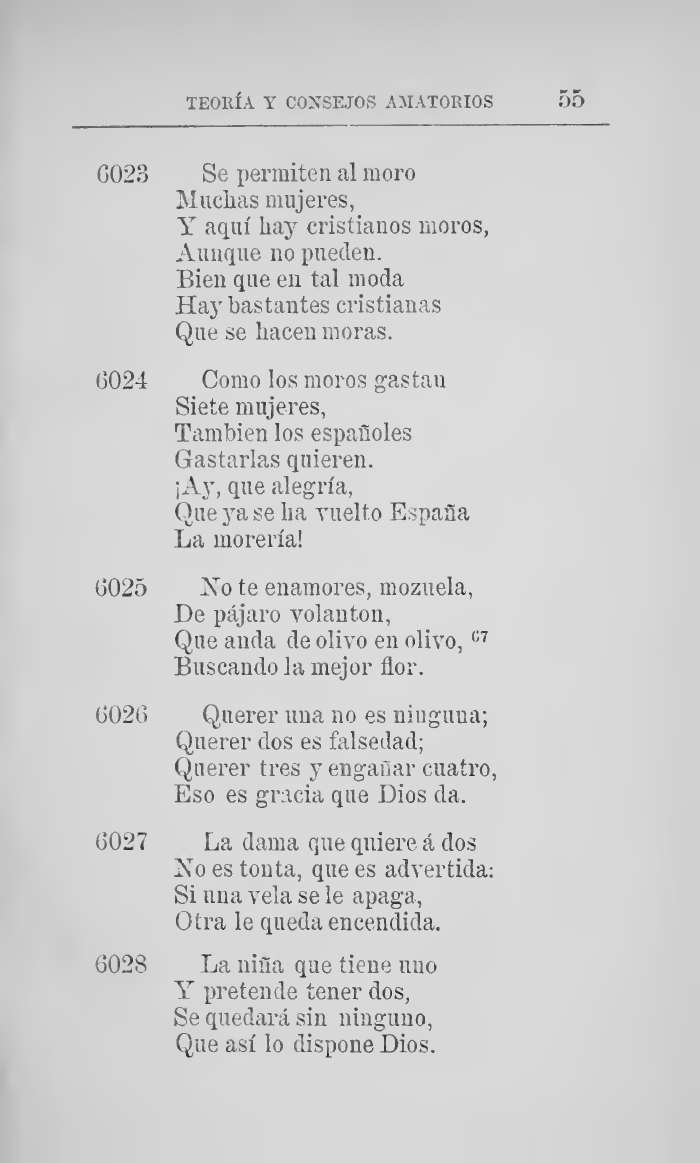 TEORÍA Y CONSEJOS AMATORIOS 55
6023 Se permiten al moro
Muchas mujeres,
Y aquí hay cristianos moros,
Aunque no pueden.
Bien que en tal moda
Hay bastantes cristianas
Que se hacen moras.
6024 Como los moros gastan
Siete mujeres,
Tambien los españoles
Gastarlas quieren.
¡Ay, que alegría,
Que ya se ha vuelto España
La morería!
6025 No te enamores, mozuela,
De pájaro volanton,
Que anda de olivo en olivo, 67
Buscando la mejor flor.
6026 Querer una no es ninguna;
Querer dos es falsedad;
Querer tres y engañar cuatro,
Eso es gracia que Dios da.
6027 La dama que quiere á dos
No es tonta, que es advertida:
Si una vela se le apaga,
Otra le queda encendida.
6028 La niña que tiene uno
Y pretende tener dos,
Se quedará sin ninguno,
Que así lo dispone Dios.